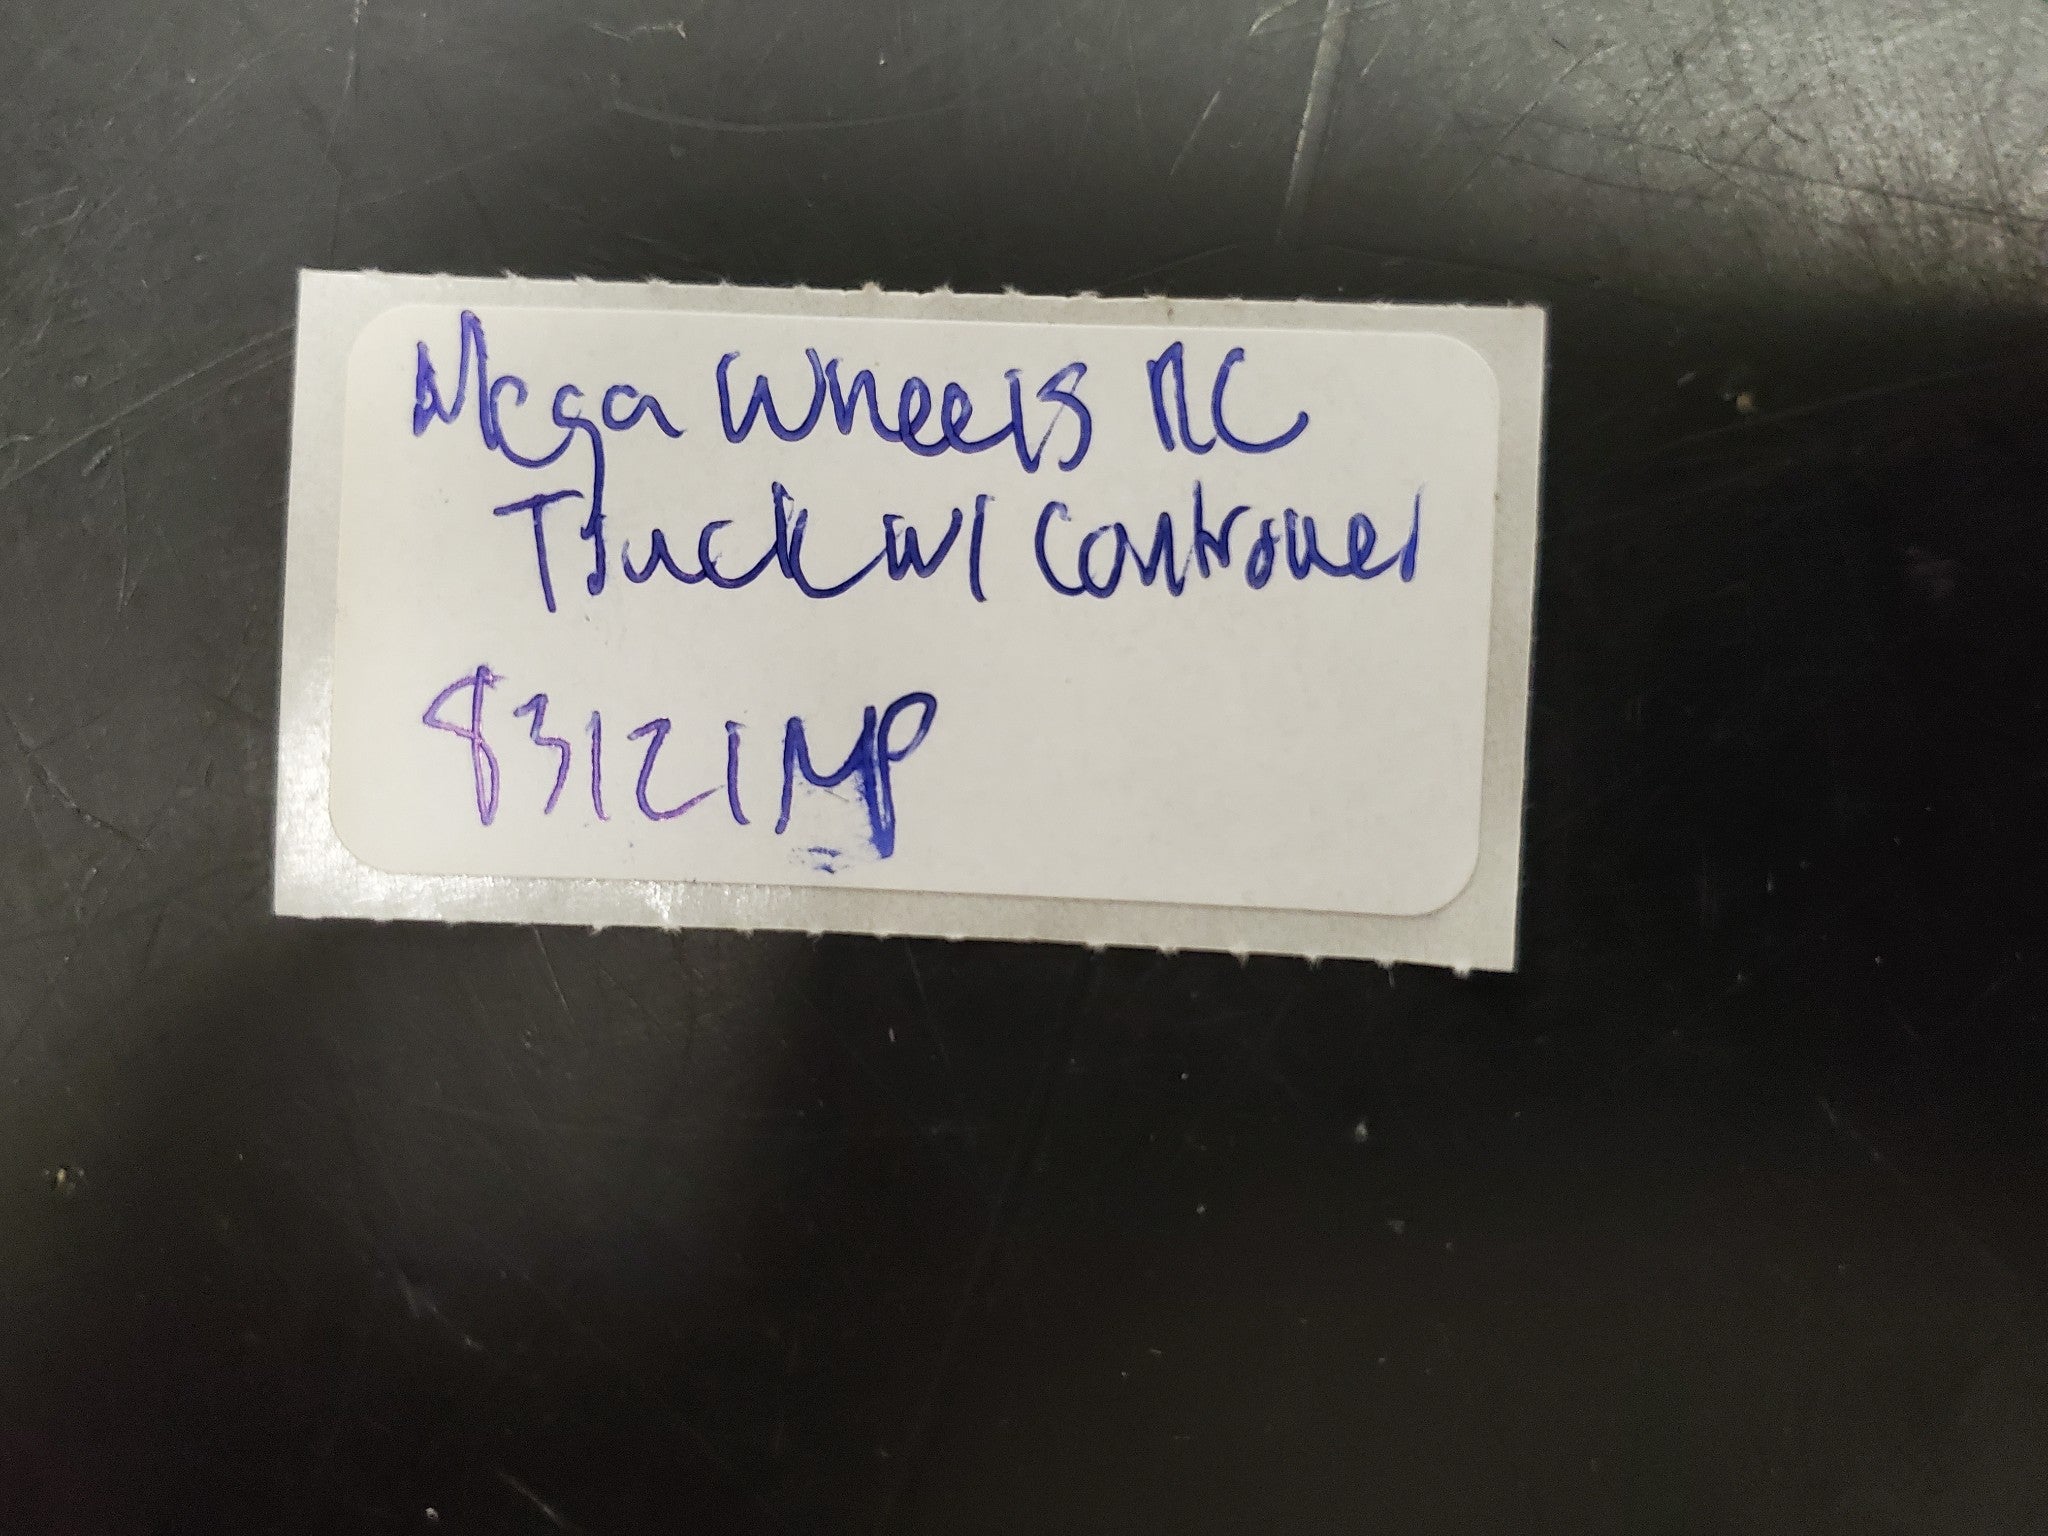 Mega Wheels RC
Truck w/ Controller
83121MP